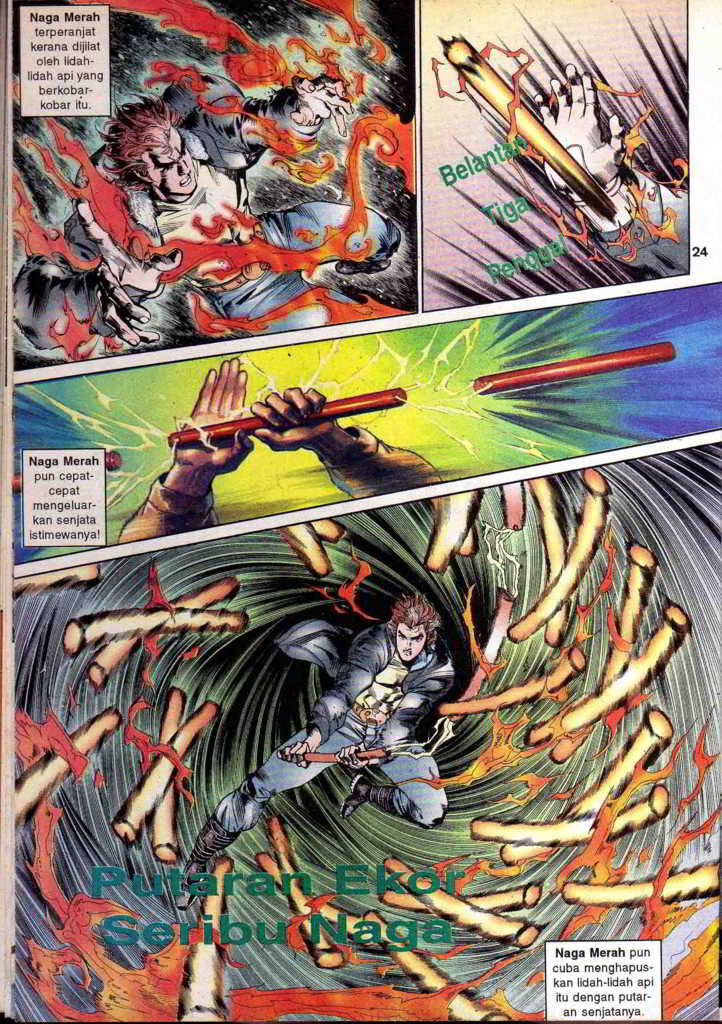 Naga Merah
terperanjat
kerana dijilat
oleh lidah-
lidah api yang
berkobar-
kobar itu.
Belantan
Tiga
Penggal
24
Naga Merah
pun cepat-
cepat
mengeluar-
kan senjata
istimewanya!
Putaran Ekor
Seribu Naga
Naga Merah pun
cuba menghapus-
kan lidah-lidah api
itu dengan putar-
an senjatanya.